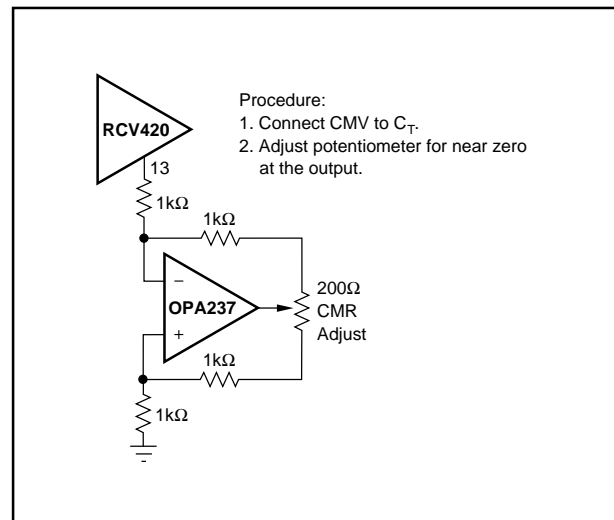 Procedure:
1. Connect CMV to C_T.
2. Adjust potentiometer for near zero
at the output.
RCV420
13
1kΩ
1kΩ
−
OPA237
+
200Ω
CMR
Adjust
1kΩ
1kΩ